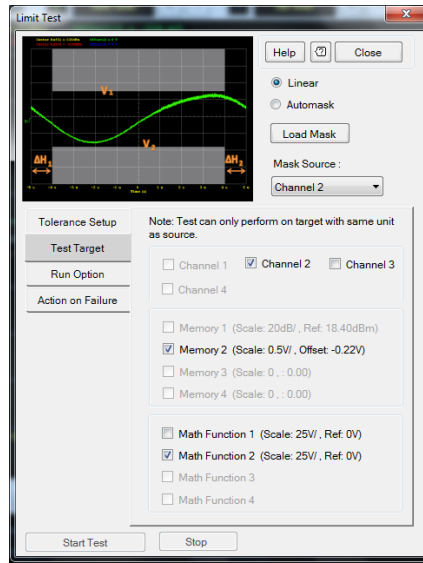 Limit Test
Help
Close
Linear
Automask
Load Mask
Mask Source :
Channel 2
V1
V2
ΔH1
ΔH2
Time (s)
Tolerance Setup
Test Target
Run Option
Action on Failure
Note: Test can only perform on target with same unit
as source.
Channel 1 Channel 2 Channel 3
Channel 4
Memory 1 (Scale: 20dB/ , Ref: 18.40dBm)
Memory 2 (Scale: 0.5V/ , Offset: -0.22V)
Memory 3 (Scale: 0 , : 0.00)
Memory 4 (Scale: 0 , : 0.00)
Math Function 1 (Scale: 25V/ , Ref: 0V)
Math Function 2 (Scale: 25V/ , Ref: 0V)
Math Function 3
Math Function 4
Start Test
Stop